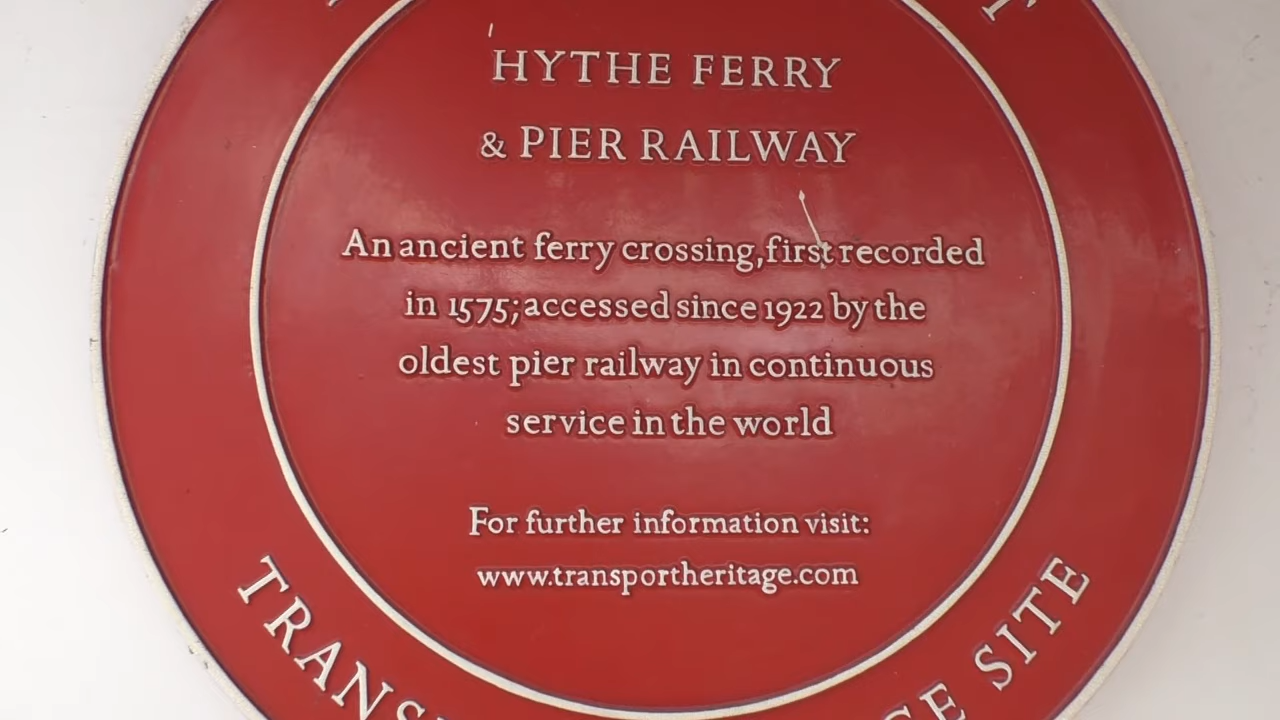 HYTHE FERRY
& PIER RAILWAY
An ancient ferry crossing, first recorded
in 1575; accessed since 1922 by the
oldest pier railway in continuous
service in the world
For further information visit:
www.transportheritage.com
SITE